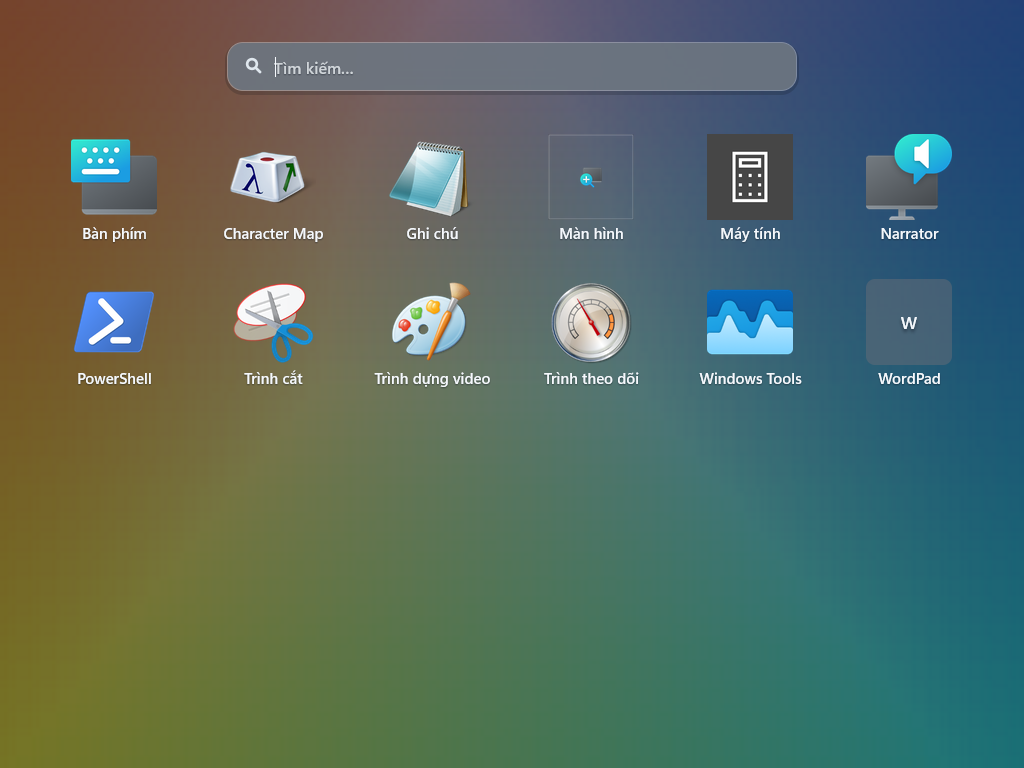 Tìm kiếm...
Bàn phím
Character Map
Ghi chú
Màn hình
Máy tính
Narrator
PowerShell
Trình cắt
Trình dựng video
Trình theo dõi
Windows Tools
W
WordPad